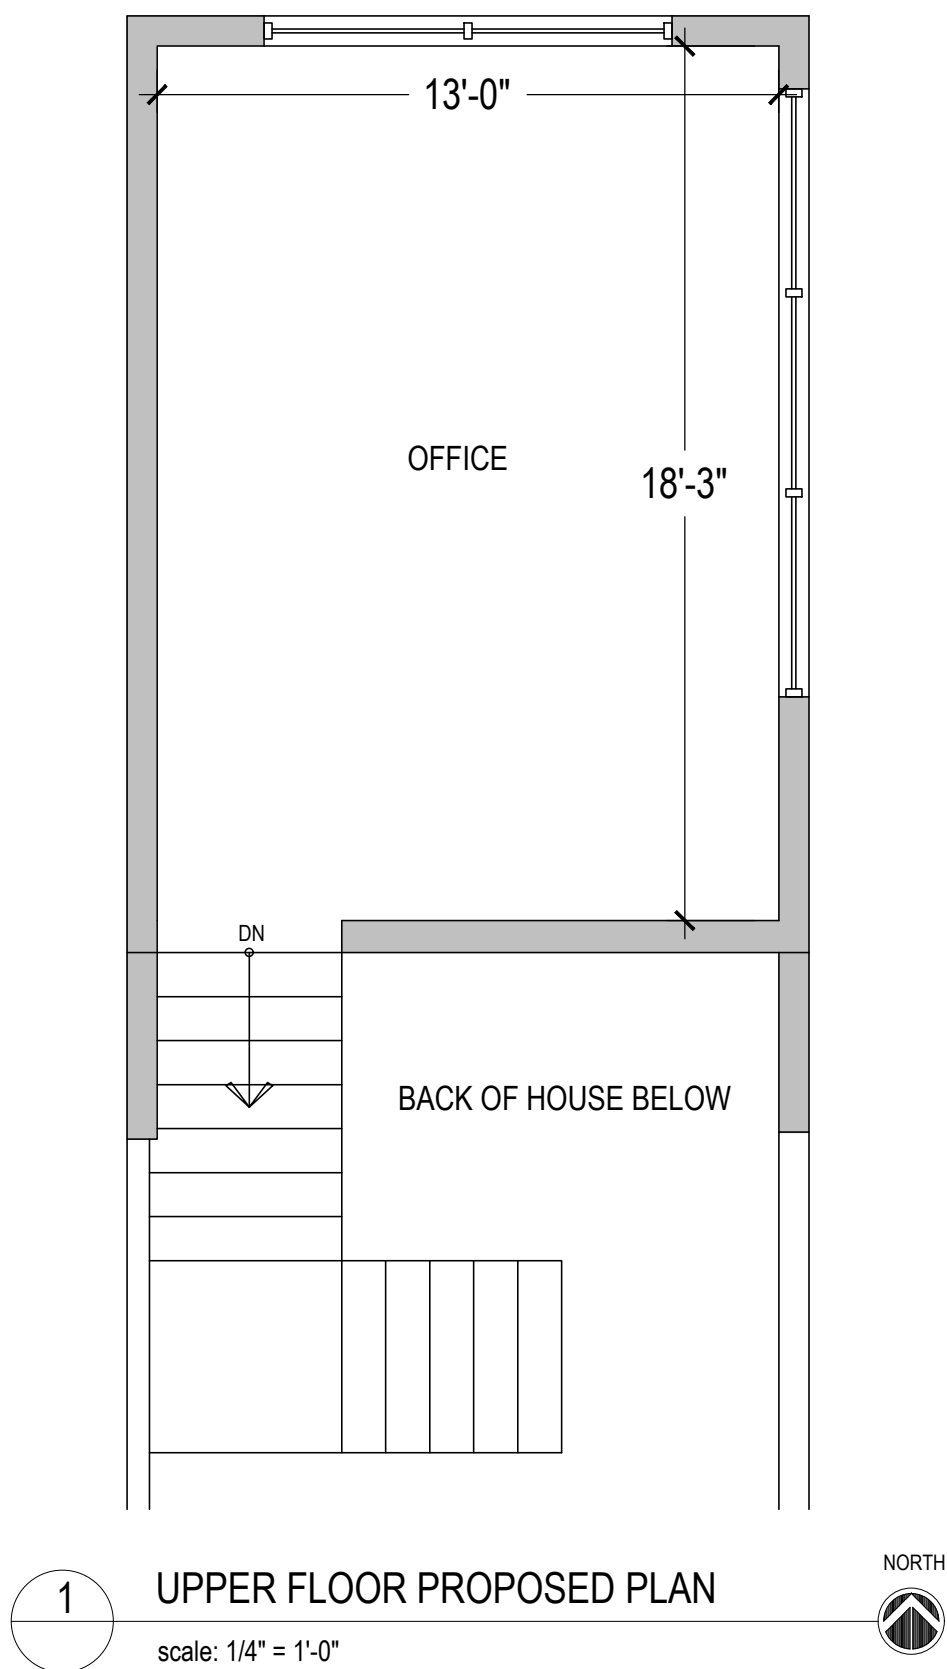 13'-0"
OFFICE
18'-3"
DN
BACK OF HOUSE BELOW
NORTH
1
UPPER FLOOR PROPOSED PLAN
scale: 1/4" = 1'-0"